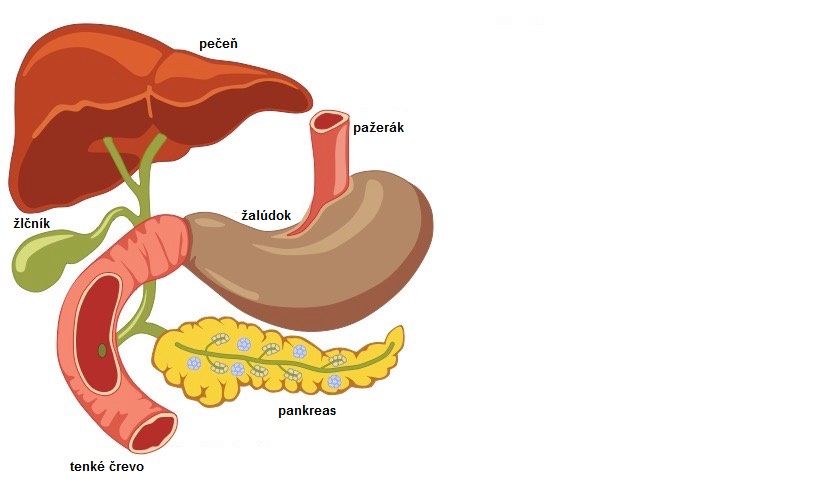 pečeň
pažerák
žalúdok
žlčník
pankreas
tenké črevo